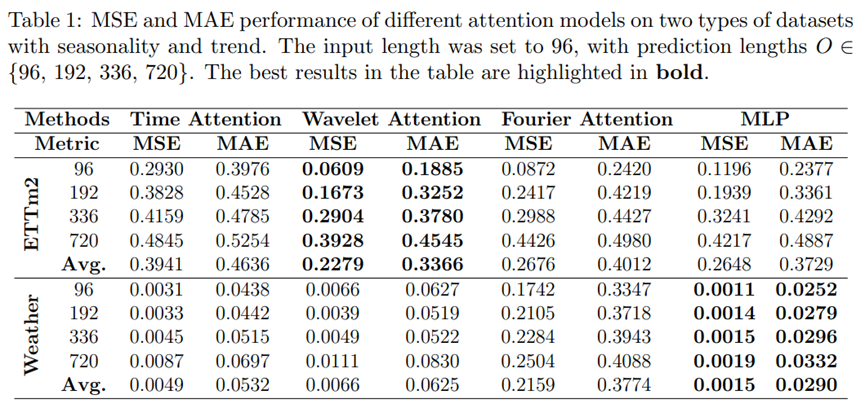 Table 1: MSE and MAE performance of different attention models on two types of datasets
with seasonality and trend. The input length was set to 96, with prediction lengths O ∈
{96, 192, 336, 720}. The best results in the table are highlighted in bold.
Methods Time Attention Wavelet Attention Fourier Attention MLP
Metric MSE MAE MSE MAE MSE MAE MSE MAE
ETTm2
96 0.2930 0.3976 0.0609 0.1885 0.0872 0.2420 0.1196 0.2377
192 0.3828 0.4528 0.1673 0.3252 0.2417 0.4219 0.1939 0.3361
336 0.4159 0.4785 0.2904 0.3780 0.2988 0.4427 0.3241 0.4292
720 0.4845 0.5254 0.3928 0.4545 0.4426 0.4980 0.4217 0.4887
Avg. 0.3941 0.4636 0.2279 0.3366 0.2676 0.4012 0.2648 0.3729
Weather
96 0.0031 0.0438 0.0066 0.0627 0.1742 0.3347 0.0011 0.0252
192 0.0033 0.0442 0.0039 0.0519 0.2105 0.3718 0.0014 0.0279
336 0.0045 0.0515 0.0049 0.0522 0.2284 0.3943 0.0015 0.0296
720 0.0087 0.0697 0.0111 0.0830 0.2504 0.4088 0.0019 0.0332
Avg. 0.0049 0.0532 0.0066 0.0625 0.2159 0.3774 0.0015 0.0290